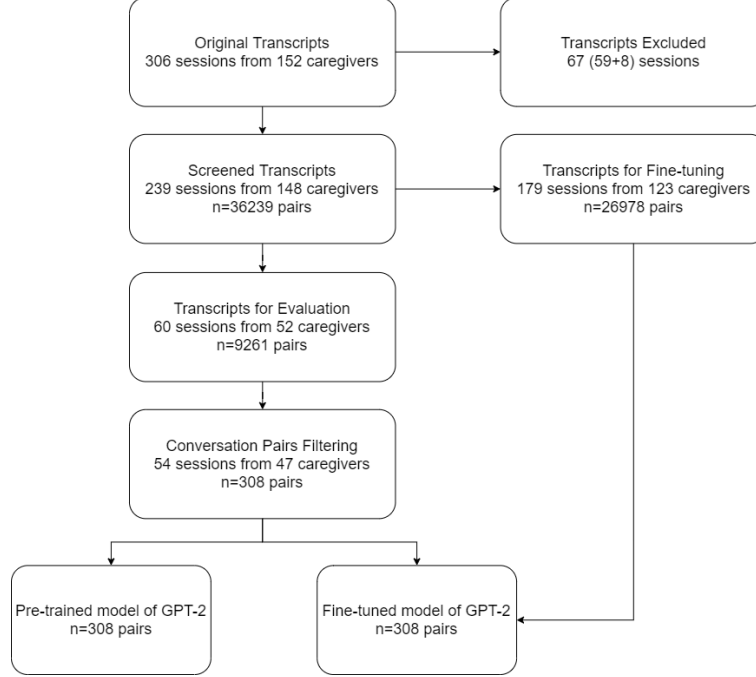 Original Transcripts
306 sessions from 152 caregivers
Transcripts Excluded
67 (59+8) sessions
Screened Transcripts
239 sessions from 148 caregivers
n=36239 pairs
Transcripts for Fine-tuning
179 sessions from 123 caregivers
n=26978 pairs
Transcripts for Evaluation
60 sessions from 52 caregivers
n=9261 pairs
Conversation Pairs Filtering
54 sessions from 47 caregivers
n=308 pairs
Pre-trained model of GPT-2
n=308 pairs
Fine-tuned model of GPT-2
n=308 pairs